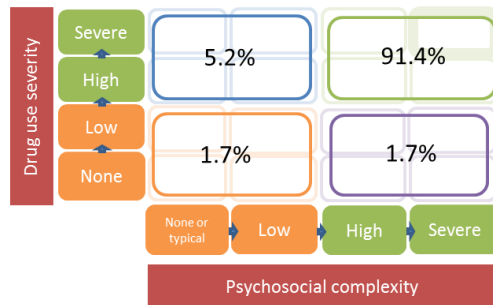 Drug use severity
Severe
High
Low
None
5.2%
91.4%
1.7%
1.7%
None or
typical
Low
High
Severe
Psychosocial complexity